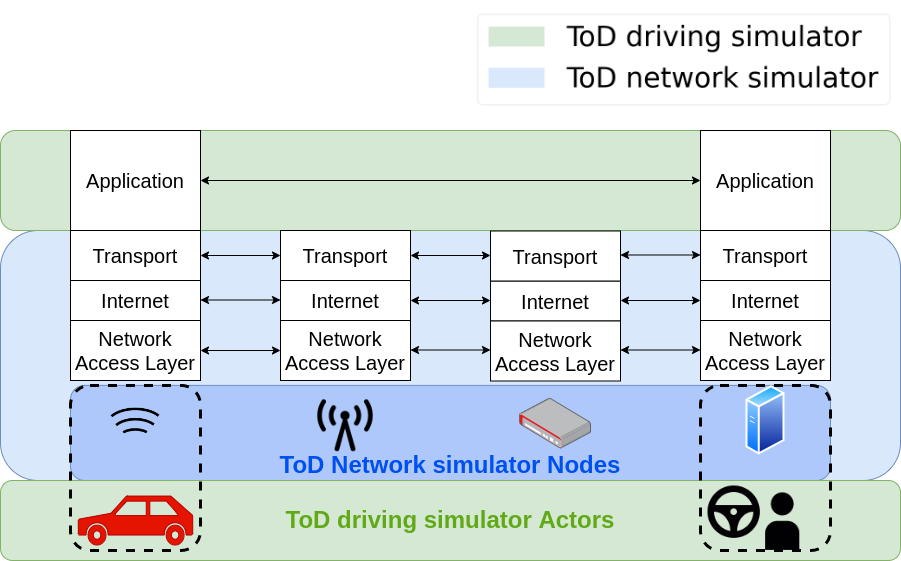 ToD driving simulator
ToD network simulator
Application
Application
Transport
Transport
Transport
Transport
Internet
Internet
Internet
Internet
Network
Access Layer
Network
Access Layer
Network
Access Layer
Network
Access Layer
ToD Network simulator Nodes
ToD driving simulator Actors